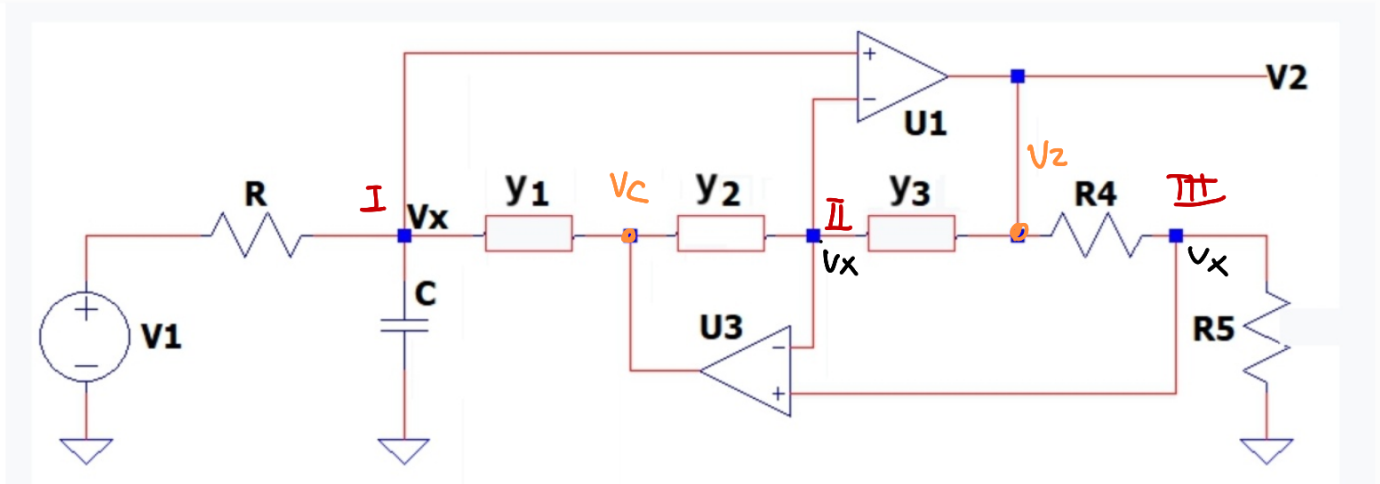 +
−
U1
V2
R
I
Vx
y1
VC
y2
II
Vx
y3
V2
R4
III
Vx
C
V1
+
−
U3
−
+
R5